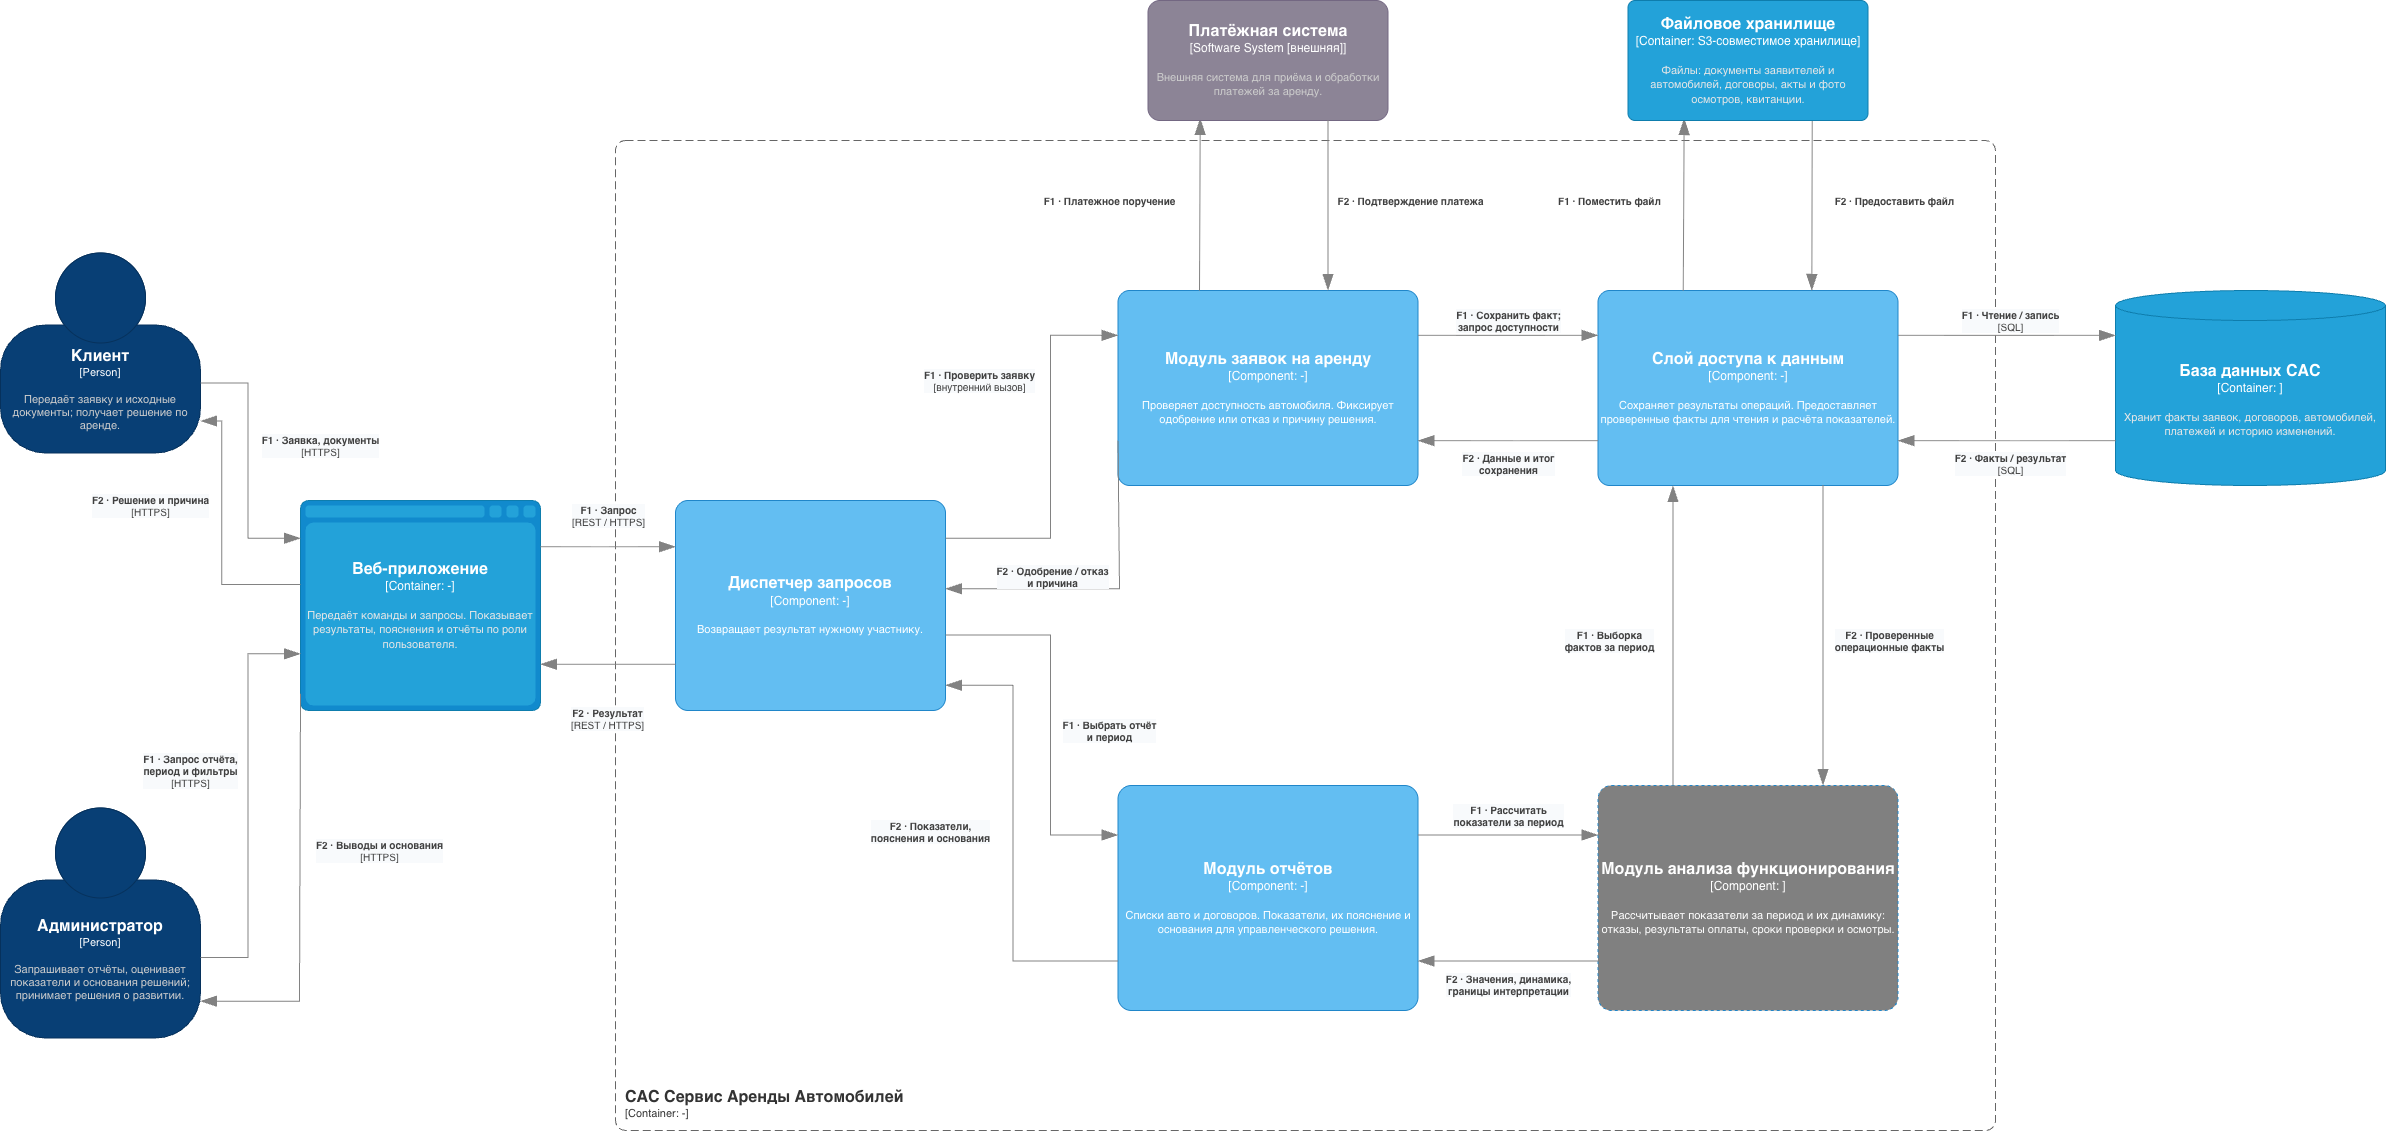 Платёжная система
[Software System [внешняя]]
Внешняя система для приёма и обработки
платежей за аренду.
Файловое хранилище
[Container: S3-совместимое хранилище]
Файлы: документы заявителей и
автомобилей, договоры, акты и фото
осмотров, квитанции.
F1 · Платежное поручение
F2 · Подтверждение платежа
F1 · Поместить файл
F2 · Предоставить файл
Клиент
[Person]
Передаёт заявку и исходные
документы; получает решение по
аренде.
F1 · Заявка, документы
[HTTPS]
F2 · Решение и причина
[HTTPS]
F1 · Проверить заявку
[внутренний вызов]
Модуль заявок на аренду
[Component: -]
Проверяет доступность автомобиля. Фиксирует
одобрение или отказ и причину решения.
F1 · Сохранить факт;
запрос доступности
F2 · Данные и итог
сохранения
Слой доступа к данным
[Component: -]
Сохраняет результаты операций. Предоставляет
проверенные факты для чтения и расчёта показателей.
F1 · Чтение / запись
[SQL]
F2 · Факты / результат
[SQL]
База данных САС
[Container: ]
Хранит факты заявок, договоров, автомобилей,
платежей и историю изменений.
Веб-приложение
[Container: -]
Передаёт команды и запросы. Показывает
результаты, пояснения и отчёты по роли
пользователя.
F1 · Запрос
[REST / HTTPS]
F2 · Результат
[REST / HTTPS]
Диспетчер запросов
[Component: -]
Возвращает результат нужному участнику.
F2 · Одобрение / отказ
и причина
F1 · Выборка
фактов за период
F2 · Проверенные
операционные факты
F1 · Выбрать отчёт
и период
F1 · Запрос отчёта,
период и фильтры
[HTTPS]
F2 · Выводы и основания
[HTTPS]
F2 · Показатели,
пояснения и основания
Администратор
[Person]
Запрашивает отчёты, оценивает
показатели и основания решений;
принимает решения о развитии.
Модуль отчётов
[Component: -]
Списки авто и договоров. Показатели, их пояснение и
основания для управленческого решения.
F1 · Рассчитать
показатели за период
F2 · Значения, динамика,
границы интерпретации
Модуль анализа функционирования
[Component: ]
Рассчитывает показатели за период и их динамику:
отказы, результаты оплаты, сроки проверки и осмотры.
САС Сервис Аренды Автомобилей
[Container: -]